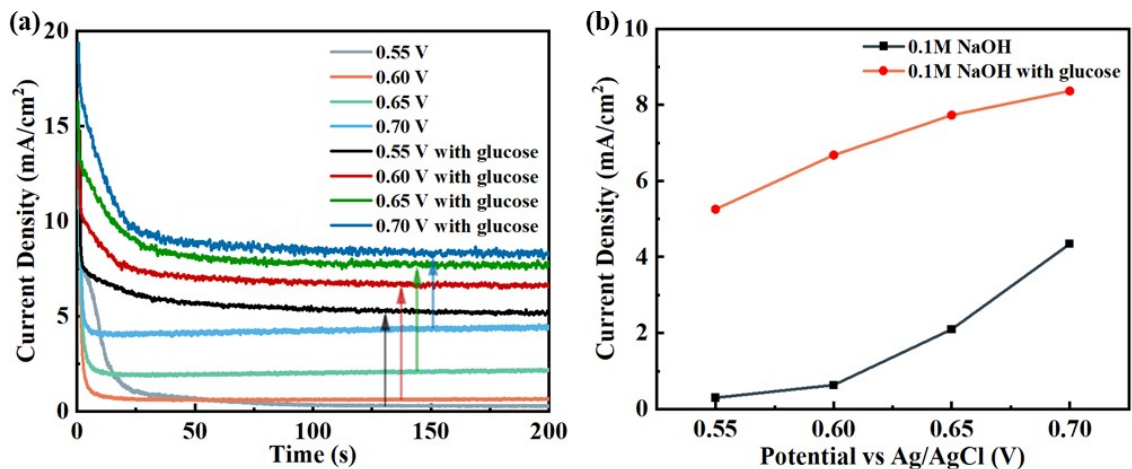 (a)
Current Density (mA/cm²)
20
15
10
5
0
0.55 V
0.60 V
0.65 V
0.70 V
0.55 V with glucose
0.60 V with glucose
0.65 V with glucose
0.70 V with glucose
0 50 100 150 200
Time (s)
(b)
Current Density (mA/cm²)
10
8
6
4
2
0
0.1M NaOH
0.1M NaOH with glucose
0.55 0.60 0.65 0.70
Potential vs Ag/AgCl (V)